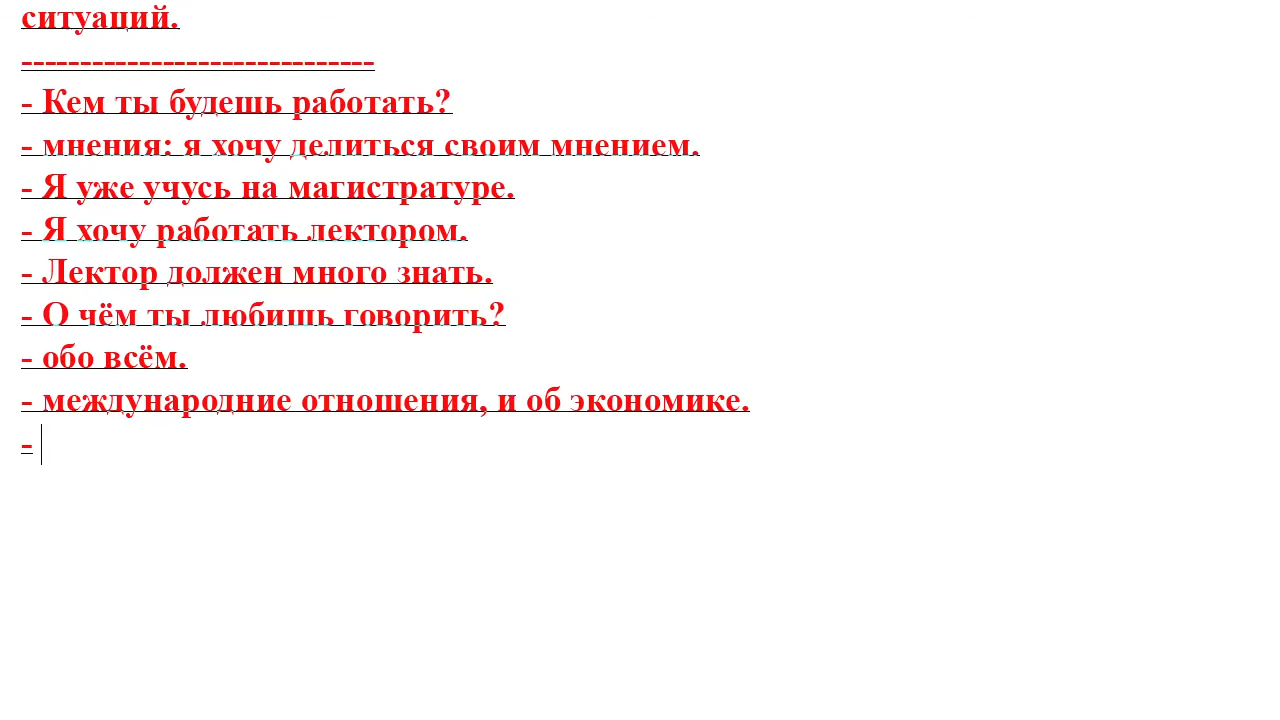 ситуаций.
------------------------------
- Кем ты будешь работать?
- мнения: я хочу делиться своим мнением.
- Я уже учусь на магистратуре.
- Я хочу работать лектором.
- Лектор должен много знать.
- О чём ты любишь говорить?
- обо всём.
- международние отношения, и об экономике.
-